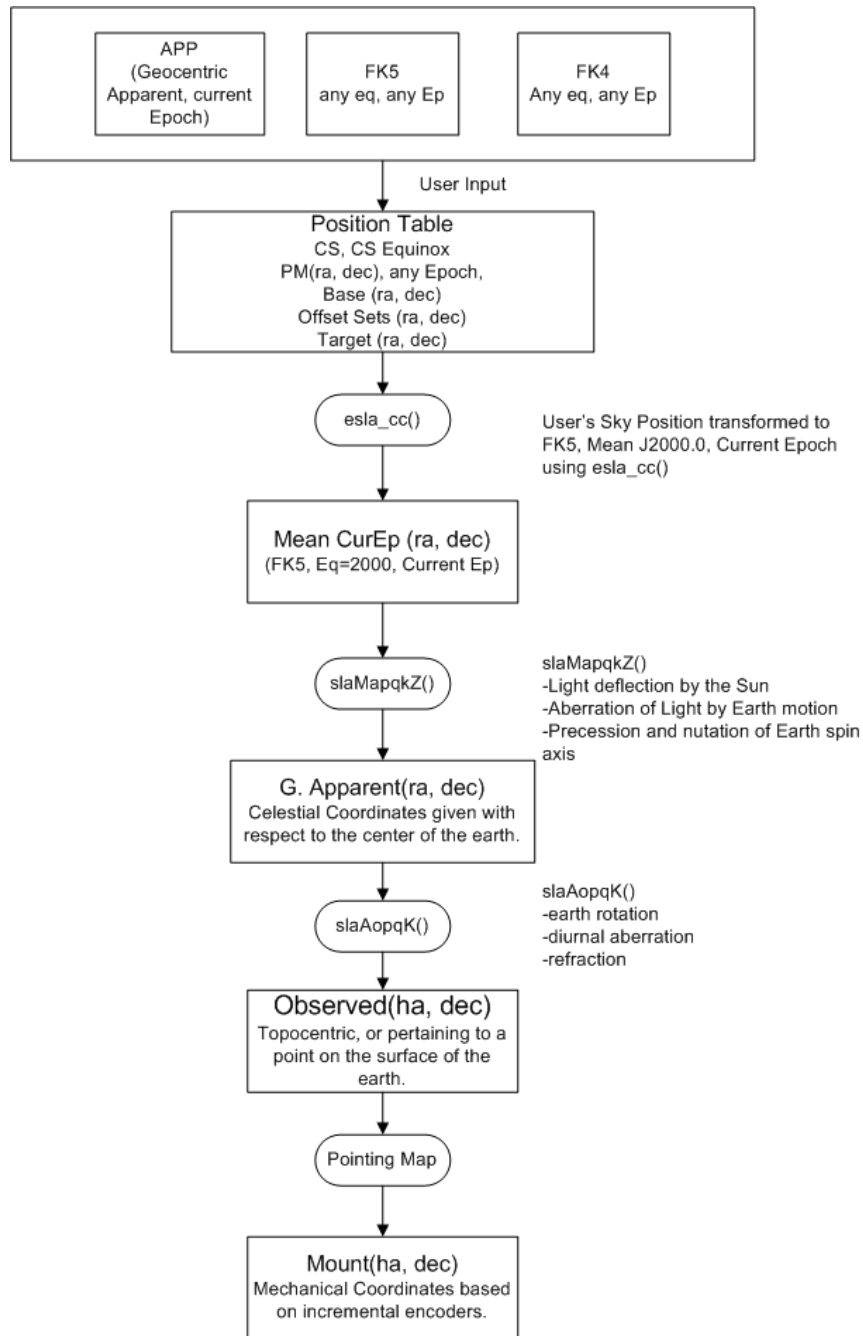 APP
(Geocentric
Apparent, current
Epoch)
FK5
any eq, any Ep
FK4
Any eq, any Ep
User Input
Position Table
CS, CS Equinox
PM(ra, dec), any Epoch,
Base (ra, dec)
Offset Sets (ra, dec)
Target (ra, dec)
esla_cc()
User's Sky Position transformed to
FK5, Mean J2000.0, Current Epoch
using esla_cc()
Mean CurEp (ra, dec)
(FK5, Eq=2000, Current Ep)
slaMapqkZ()
slaMapqkZ()
-Light deflection by the Sun
-Aberration of Light by Earth motion
-Precession and nutation of Earth spin
axis
G. Apparent(ra, dec)
Celestial Coordinates given with
respect to the center of the earth.
slaAopqK()
slaAopqK()
-earth rotation
-diurnal aberration
-refraction
Observed(ha, dec)
Topocentric, or pertaining to a
point on the surface of the
earth.
Pointing Map
Mount(ha, dec)
Mechanical Coordinates based
on incremental encoders.